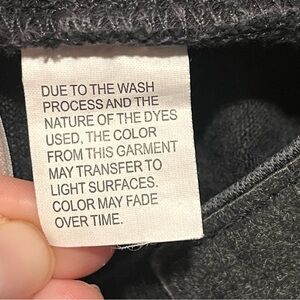 DUE TO THE WASH
PROCESS AND THE
NATURE OF THE DYES
USED, THE COLOR
FROM THIS GARMENT
MAY TRANSFER TO
LIGHT SURFACES.
COLOR MAY FADE
OVER TIME.